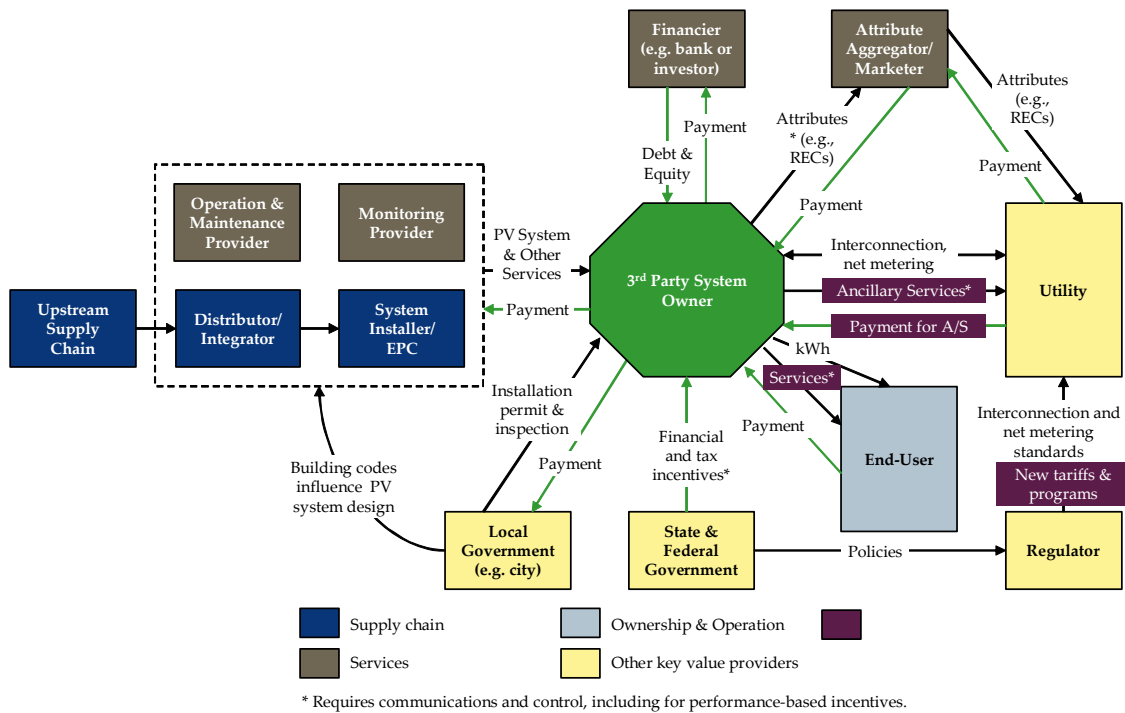 Financier
(e.g. bank or
investor)
Attribute
Aggregator/
Marketer
Attributes
(e.g.,
RECs)
Payment
Attributes
* (e.g.,
RECs)
Debt &
Equity
Payment
Payment
Operation &
Maintenance
Provider
Monitoring
Provider
PV System
& Other
Services
3rd Party System
Owner
Interconnection,
net metering
Utility
Upstream
Supply
Chain
Distributor/
Integrator
System
Installer/
EPC
Payment
Ancillary Services*
Payment for A/S
kWh
Services*
Installation
permit &
inspection
Financial
and tax
incentives*
Payment
End-User
Interconnection and
net metering
standards
New tariffs &
programs
Payment
Building codes
influence PV
system design
Local
Government
(e.g. city)
State &
Federal
Government
Policies
Regulator
Supply chain
Ownership & Operation
Services
Other key value providers
* Requires communications and control, including for performance-based incentives.